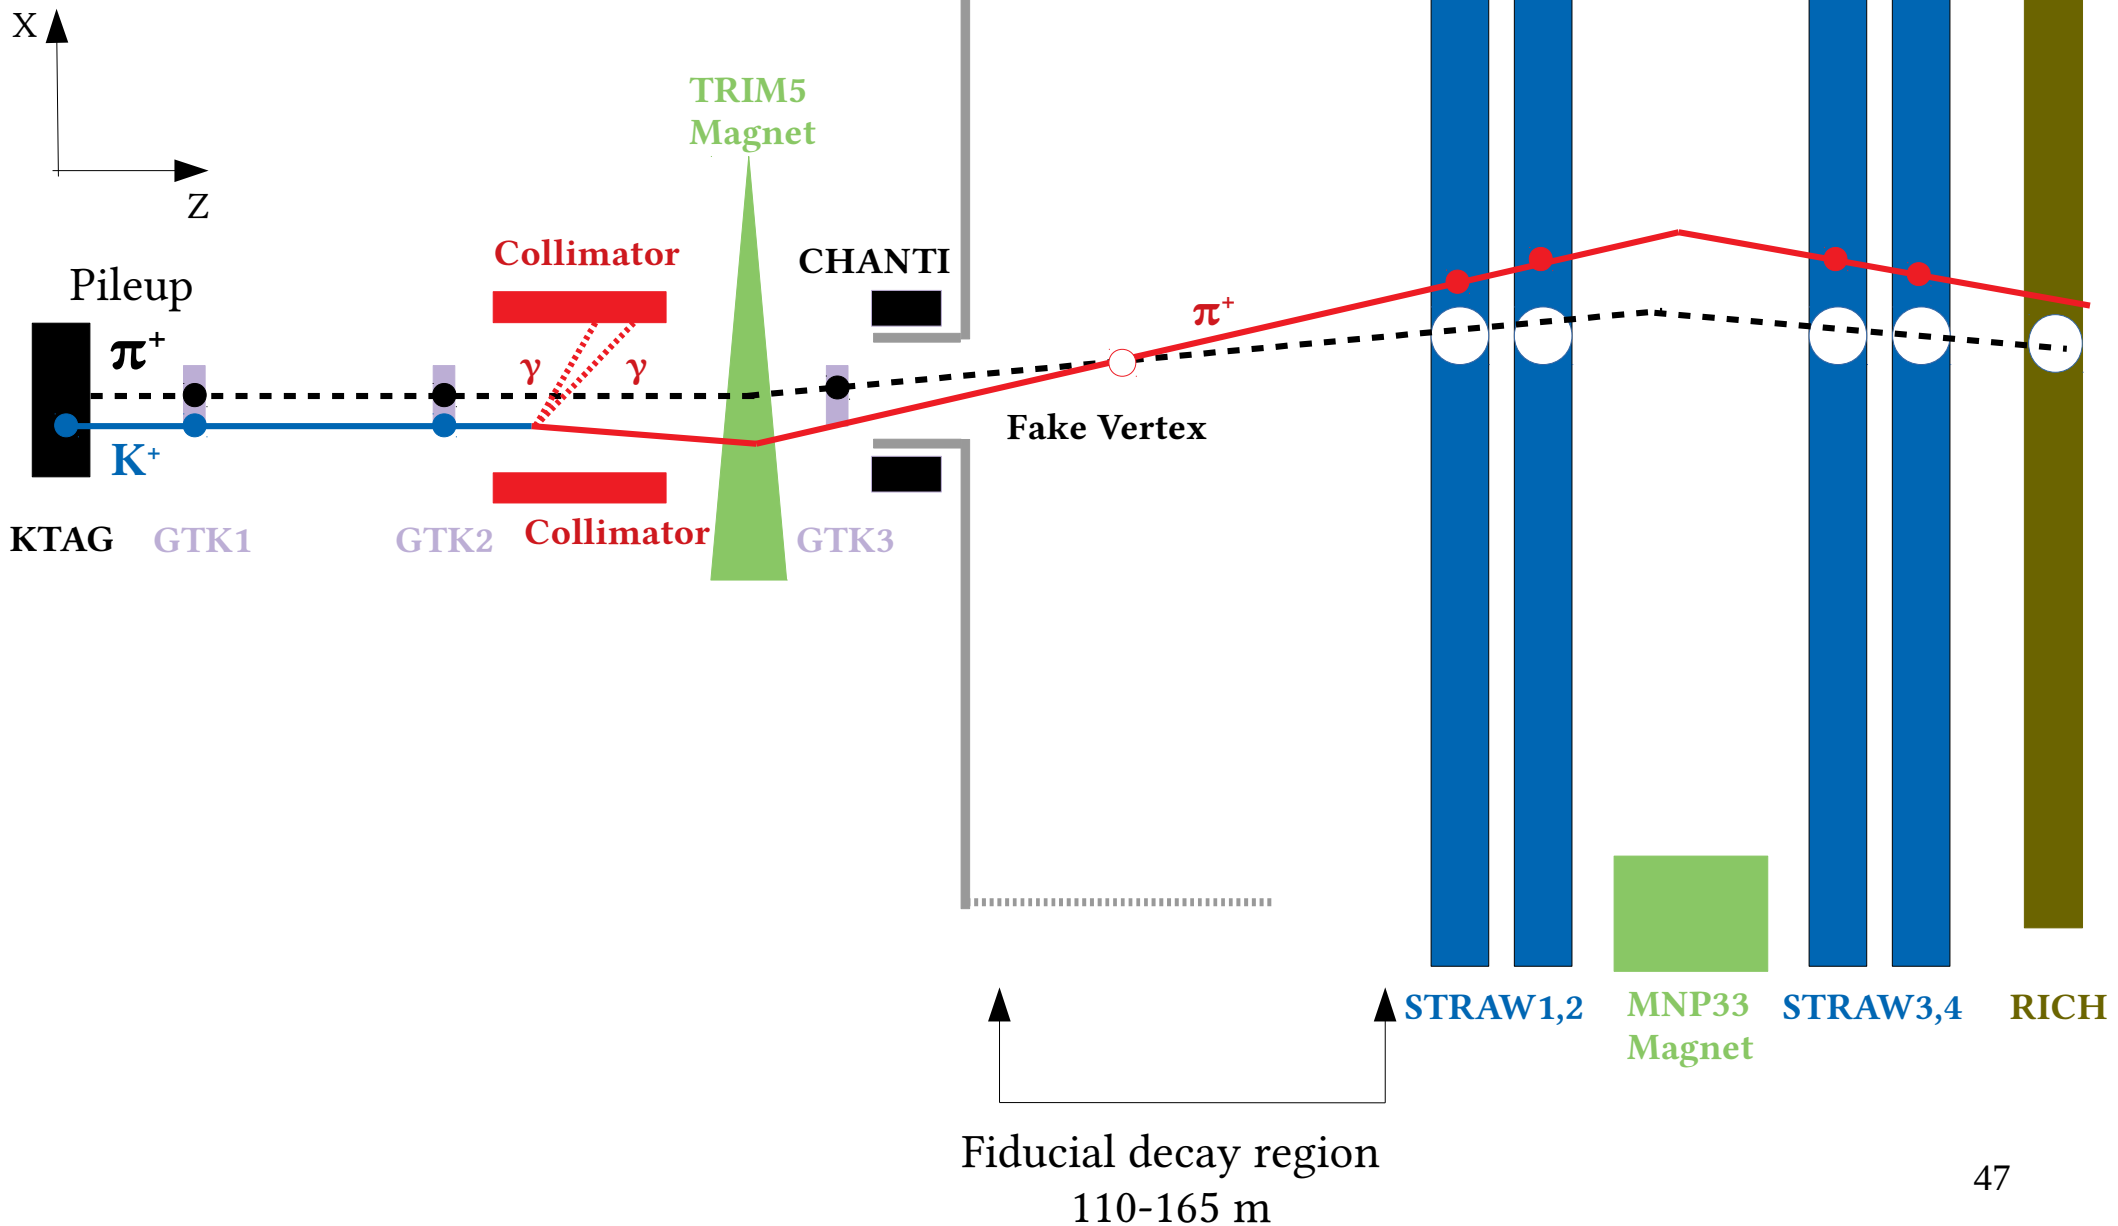 X
Z
TRIM5
Magnet
Collimator
CHANTI
Pileup
π⁺
γ
γ
K⁺
π⁺
Fake Vertex
KTAG
GTK1
GTK2
Collimator
GTK3
STRAW1,2
MNP33
Magnet
STRAW3,4
RICH
Fiducial decay region
110-165 m
47